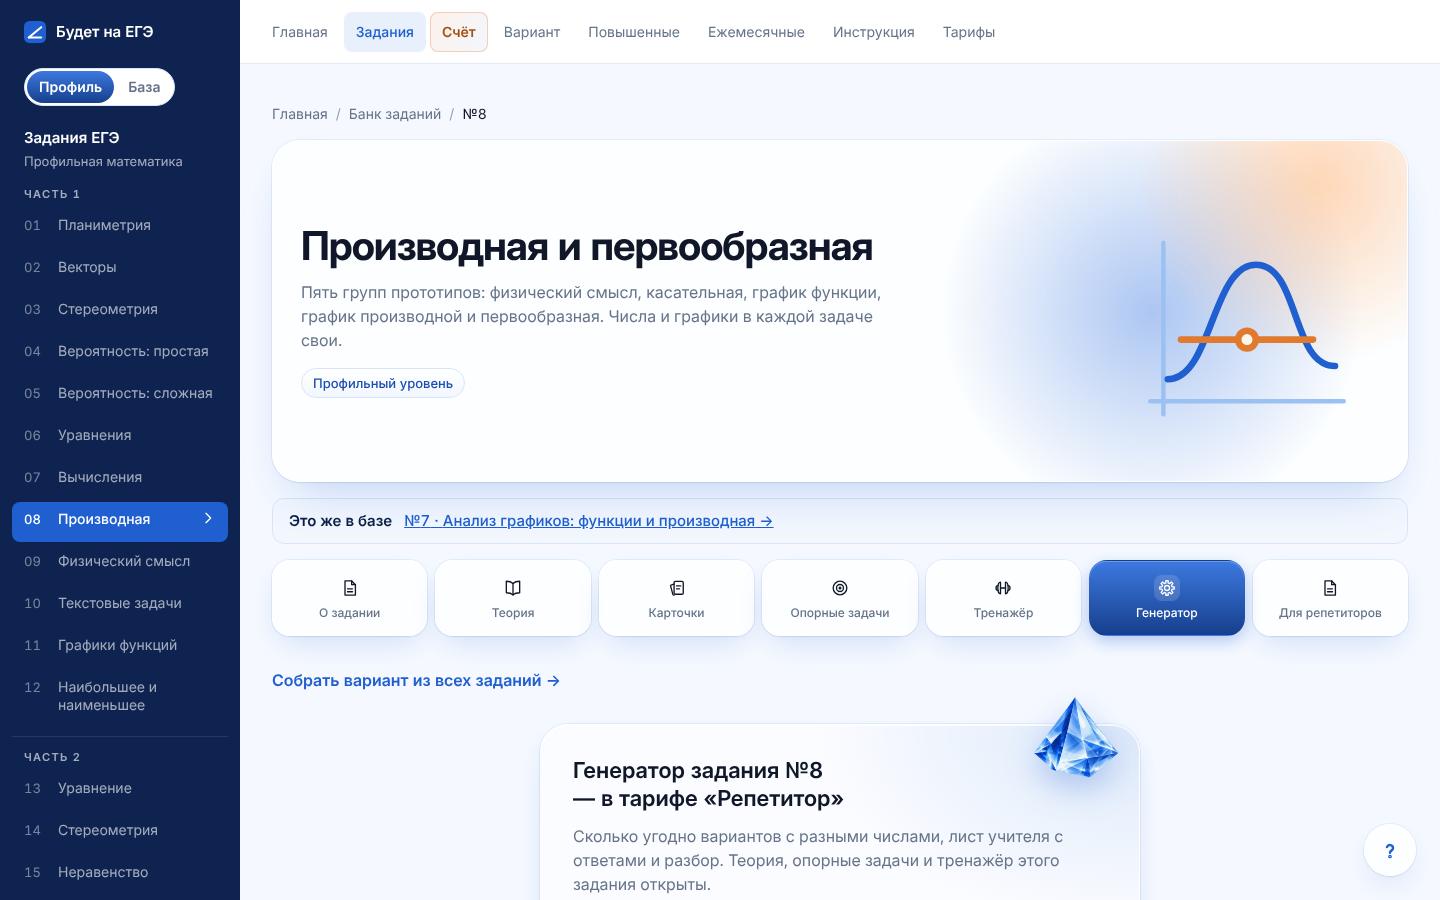 Будет на ЕГЭ
Профиль База
Задания ЕГЭ
Профильная математика
ЧАСТЬ 1
01 Планиметрия
02 Векторы
03 Стереометрия
04 Вероятность: простая
05 Вероятность: сложная
06 Уравнения
07 Вычисления
08 Производная
09 Физический смысл
10 Текстовые задачи
11 Графики функций
12 Наибольшее и
наименьшее
ЧАСТЬ 2
13 Уравнение
14 Стереометрия
15 Неравенство
Главная Задания Счёт Вариант Повышенные Ежемесячные Инструкция Тарифы
Главная / Банк заданий / №8
Производная и первообразная
Пять групп прототипов: физический смысл, касательная, график функции,
график производной и первообразная. Числа и графики в каждой задаче
свои.
Профильный уровень
Это же в базе №7 · Анализ графиков: функции и производная →
О задании Теория Карточки Опорные задачи Тренажёр Генератор Для репетиторов
Собрать вариант из всех заданий →
Генератор задания №8
— в тарифе «Репетитор»
Сколько угодно вариантов с разными числами, лист учителя с
ответами и разбор. Теория, опорные задачи и тренажёр этого
задания открыты.
?